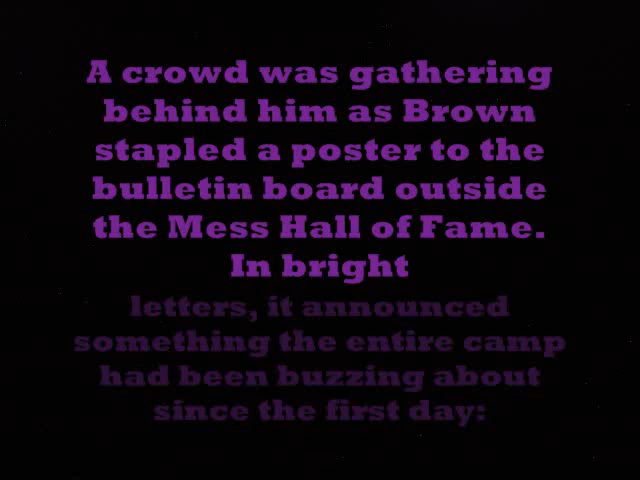 A crowd was gathering
behind him as Brown
stapled a poster to the
bulletin board outside
the Mess Hall of Fame.
In bright
letters, it announced
something the entire camp
had been buzzing about
since the first day: